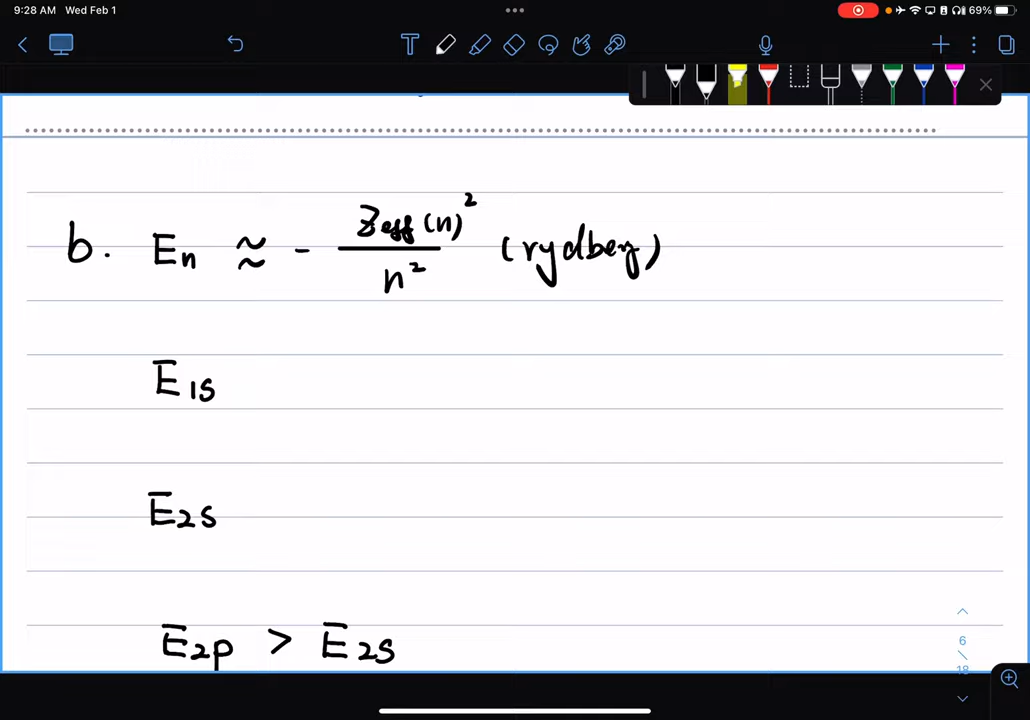 9:28 AM Wed Feb 1
69%
b. En ≈ - Zeff(n)² / n² (rydberg)
E1s
E2s
E2p > E2s
6
18